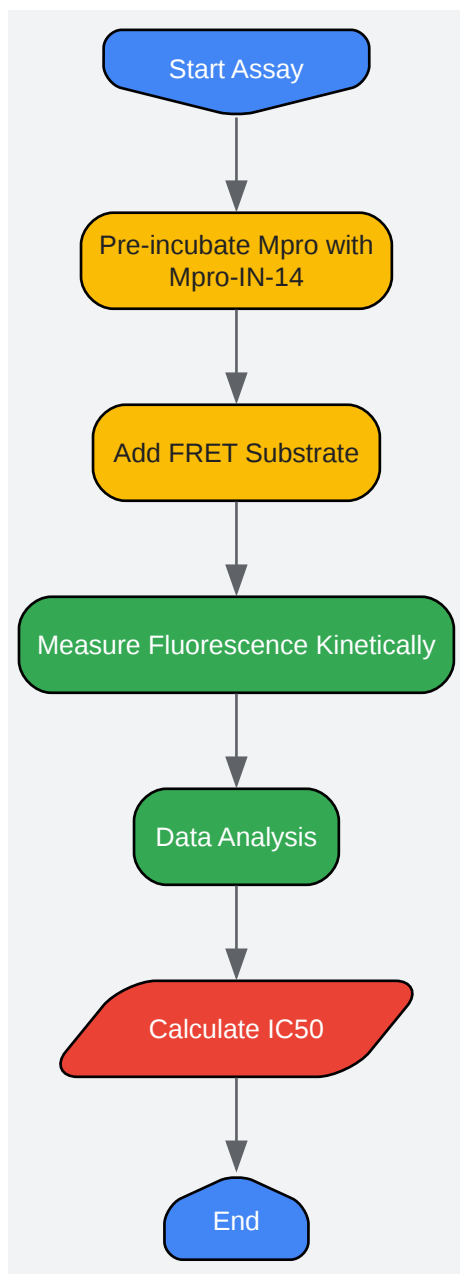 Start Assay
Pre-incubate Mpro with
Mpro-IN-14
Add FRET Substrate
Measure Fluorescence Kinetically
Data Analysis
Calculate IC50
End